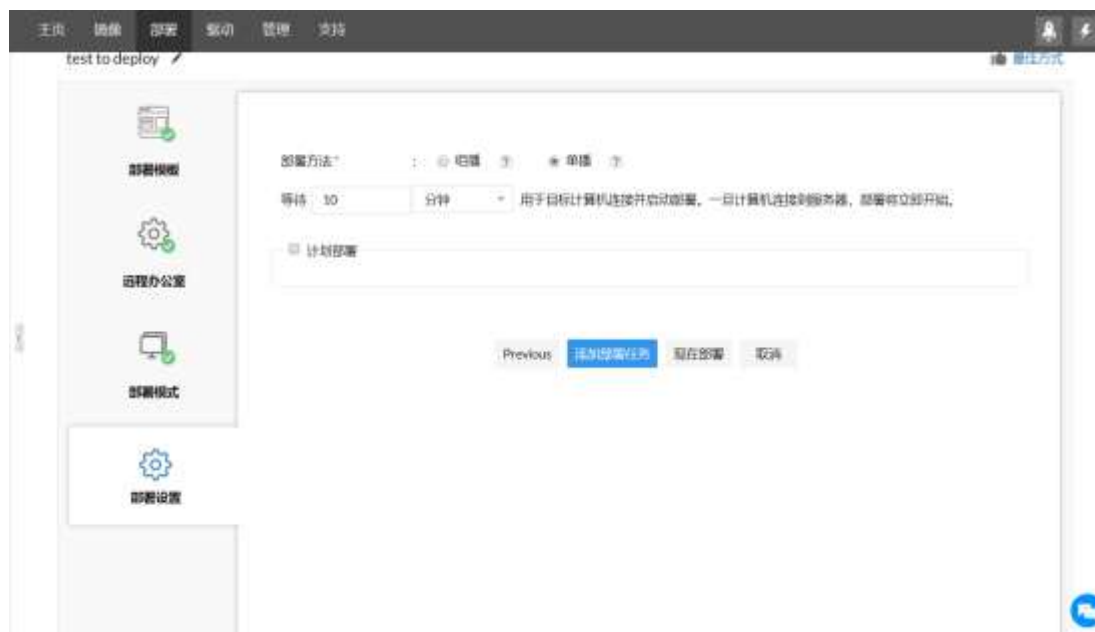 主页 镜像 部署 驱动 管理 支持
test to deploy
最佳方式
部署模板
远程办公室
部署模式
部署设置
部署方法* : 组播 ? 单播 ?
等待 10 分钟 用于目标计算机连接并启动部署。一旦计算机连接到服务器，部署将立即开始。
计划部署
Previous 添加部署任务 现在部署 取消